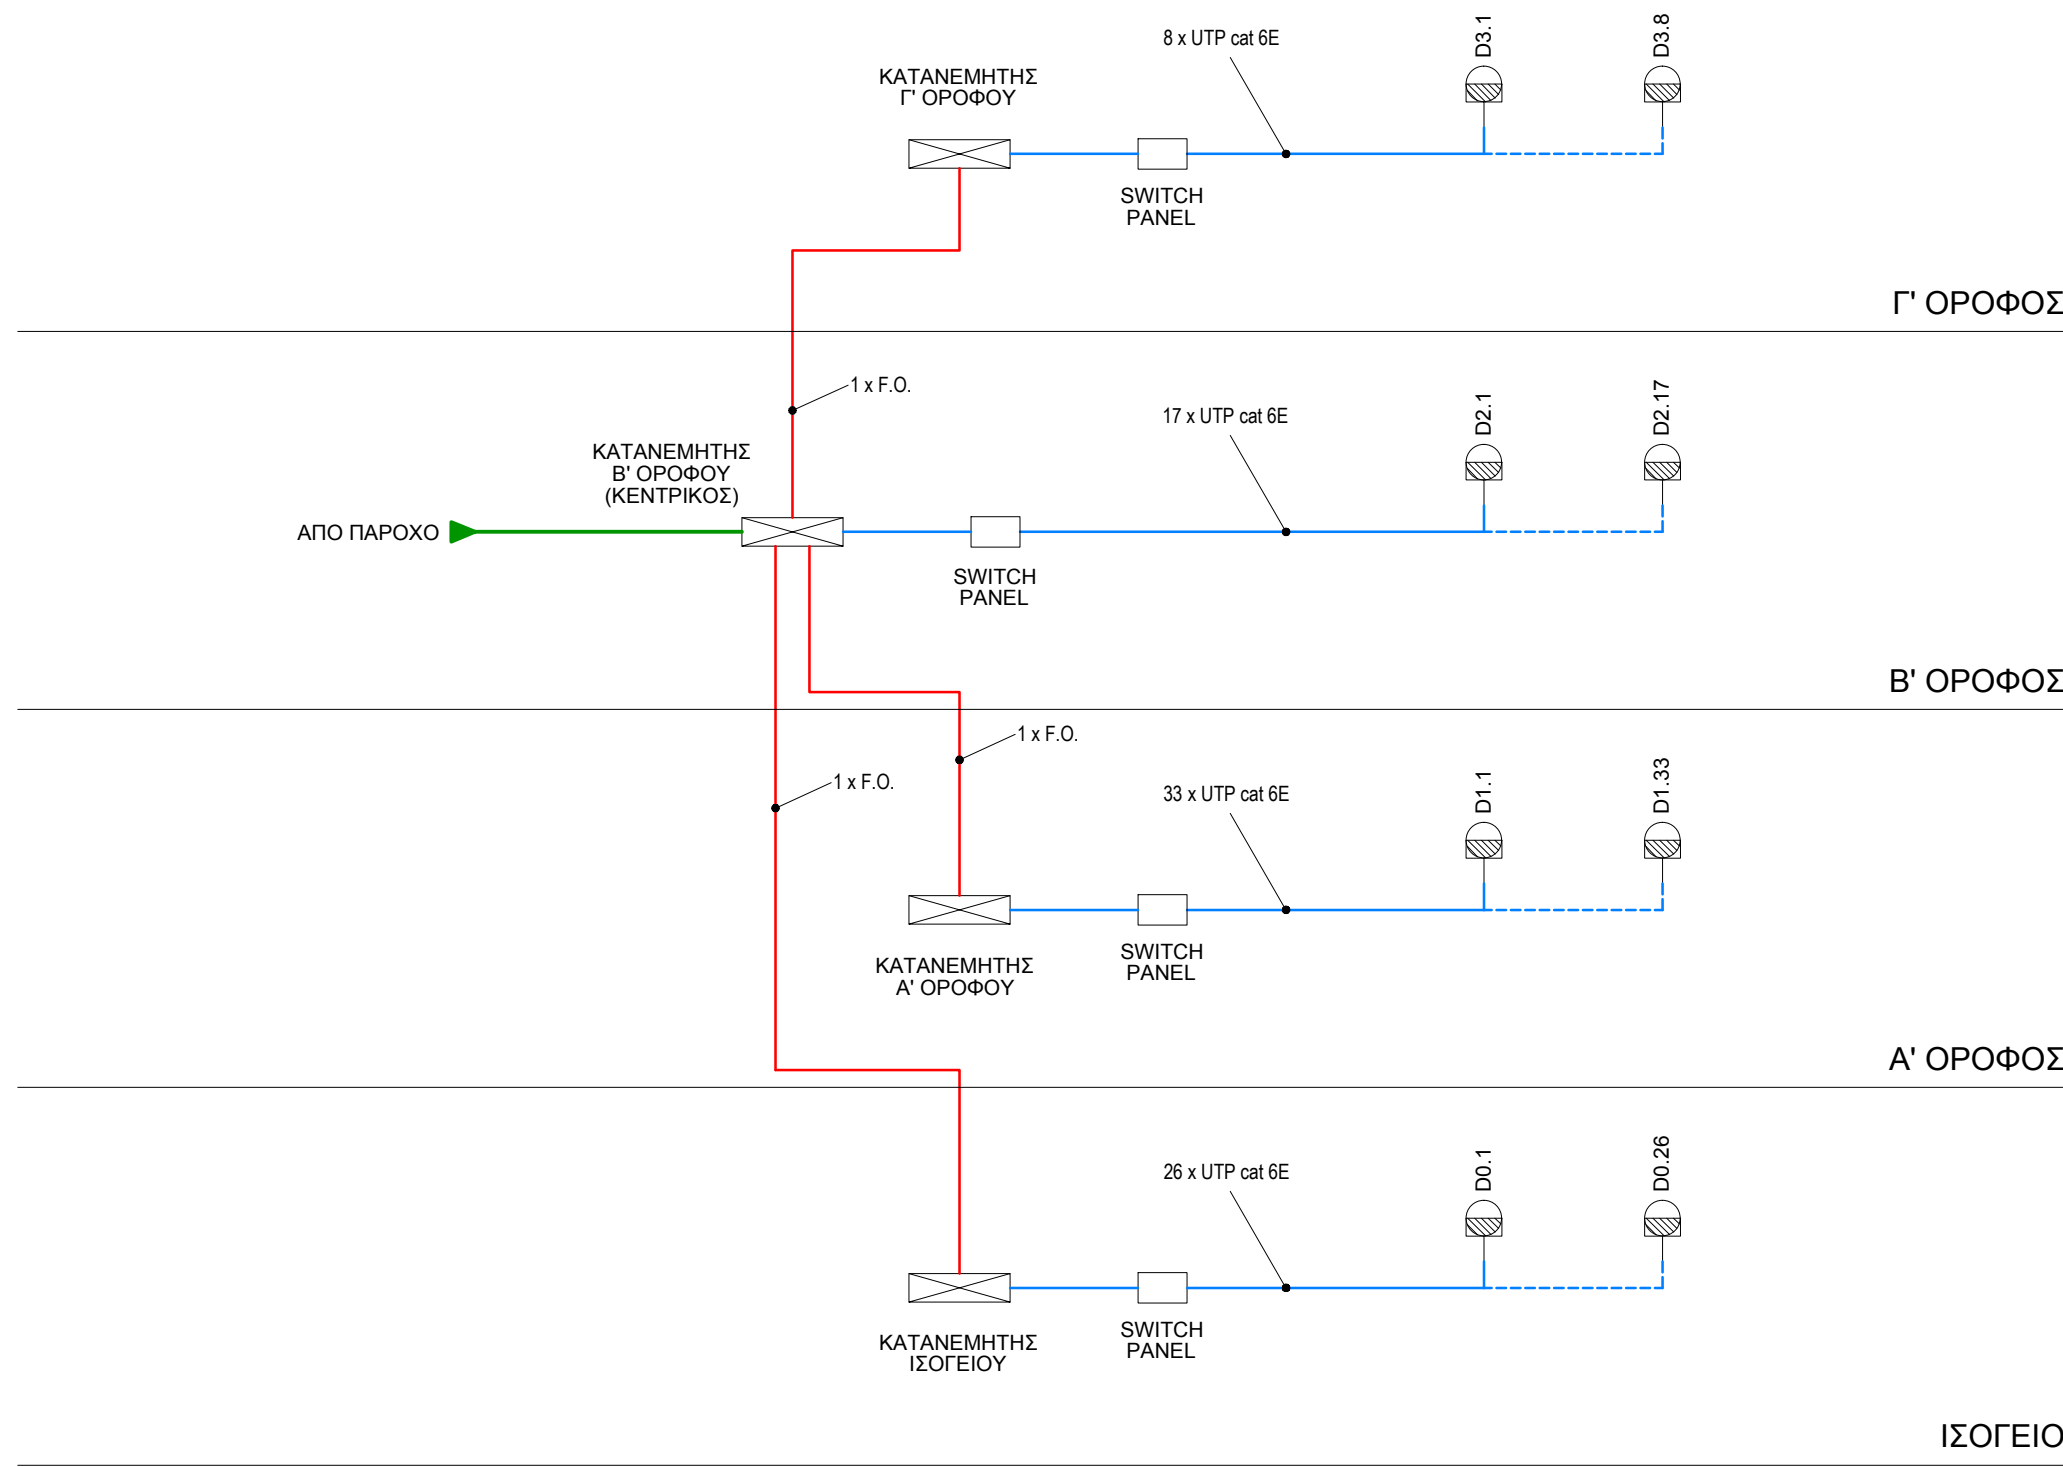 8 x UTP cat 6E
D3.1
D3.8
ΚΑΤΑΝΕΜΗΤΗΣ
Γ' ΟΡΟΦΟΥ
SWITCH
PANEL
Γ' ΟΡΟΦΟΣ
1 x F.O.
17 x UTP cat 6E
D2.1
D2.17
ΚΑΤΑΝΕΜΗΤΗΣ
Β' ΟΡΟΦΟΥ
(ΚΕΝΤΡΙΚΟΣ)
ΑΠΟ ΠΑΡΟΧΟ
SWITCH
PANEL
Β' ΟΡΟΦΟΣ
1 x F.O.
1 x F.O.
33 x UTP cat 6E
D1.1
D1.33
ΚΑΤΑΝΕΜΗΤΗΣ
Α' ΟΡΟΦΟΥ
SWITCH
PANEL
Α' ΟΡΟΦΟΣ
26 x UTP cat 6E
D0.1
D0.26
ΚΑΤΑΝΕΜΗΤΗΣ
ΙΣΟΓΕΙΟΥ
SWITCH
PANEL
ΙΣΟΓΕΙΟ